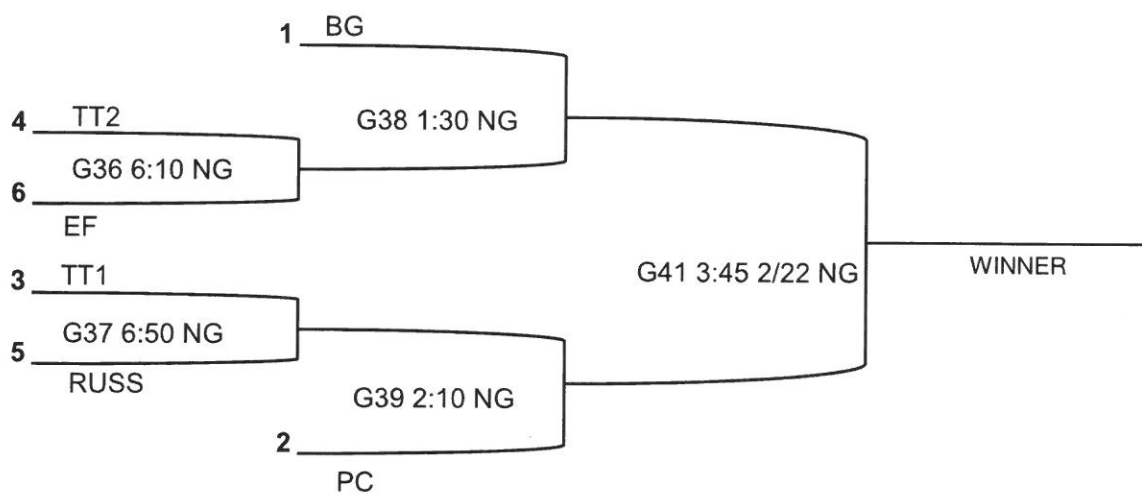 1 BG
4 TT2
G38 1:30 NG
G36 6:10 NG
6
EF
3 TT1
G41 3:45 2/22 NG
WINNER
G37 6:50 NG
5
RUSS
G39 2:10 NG
2
PC